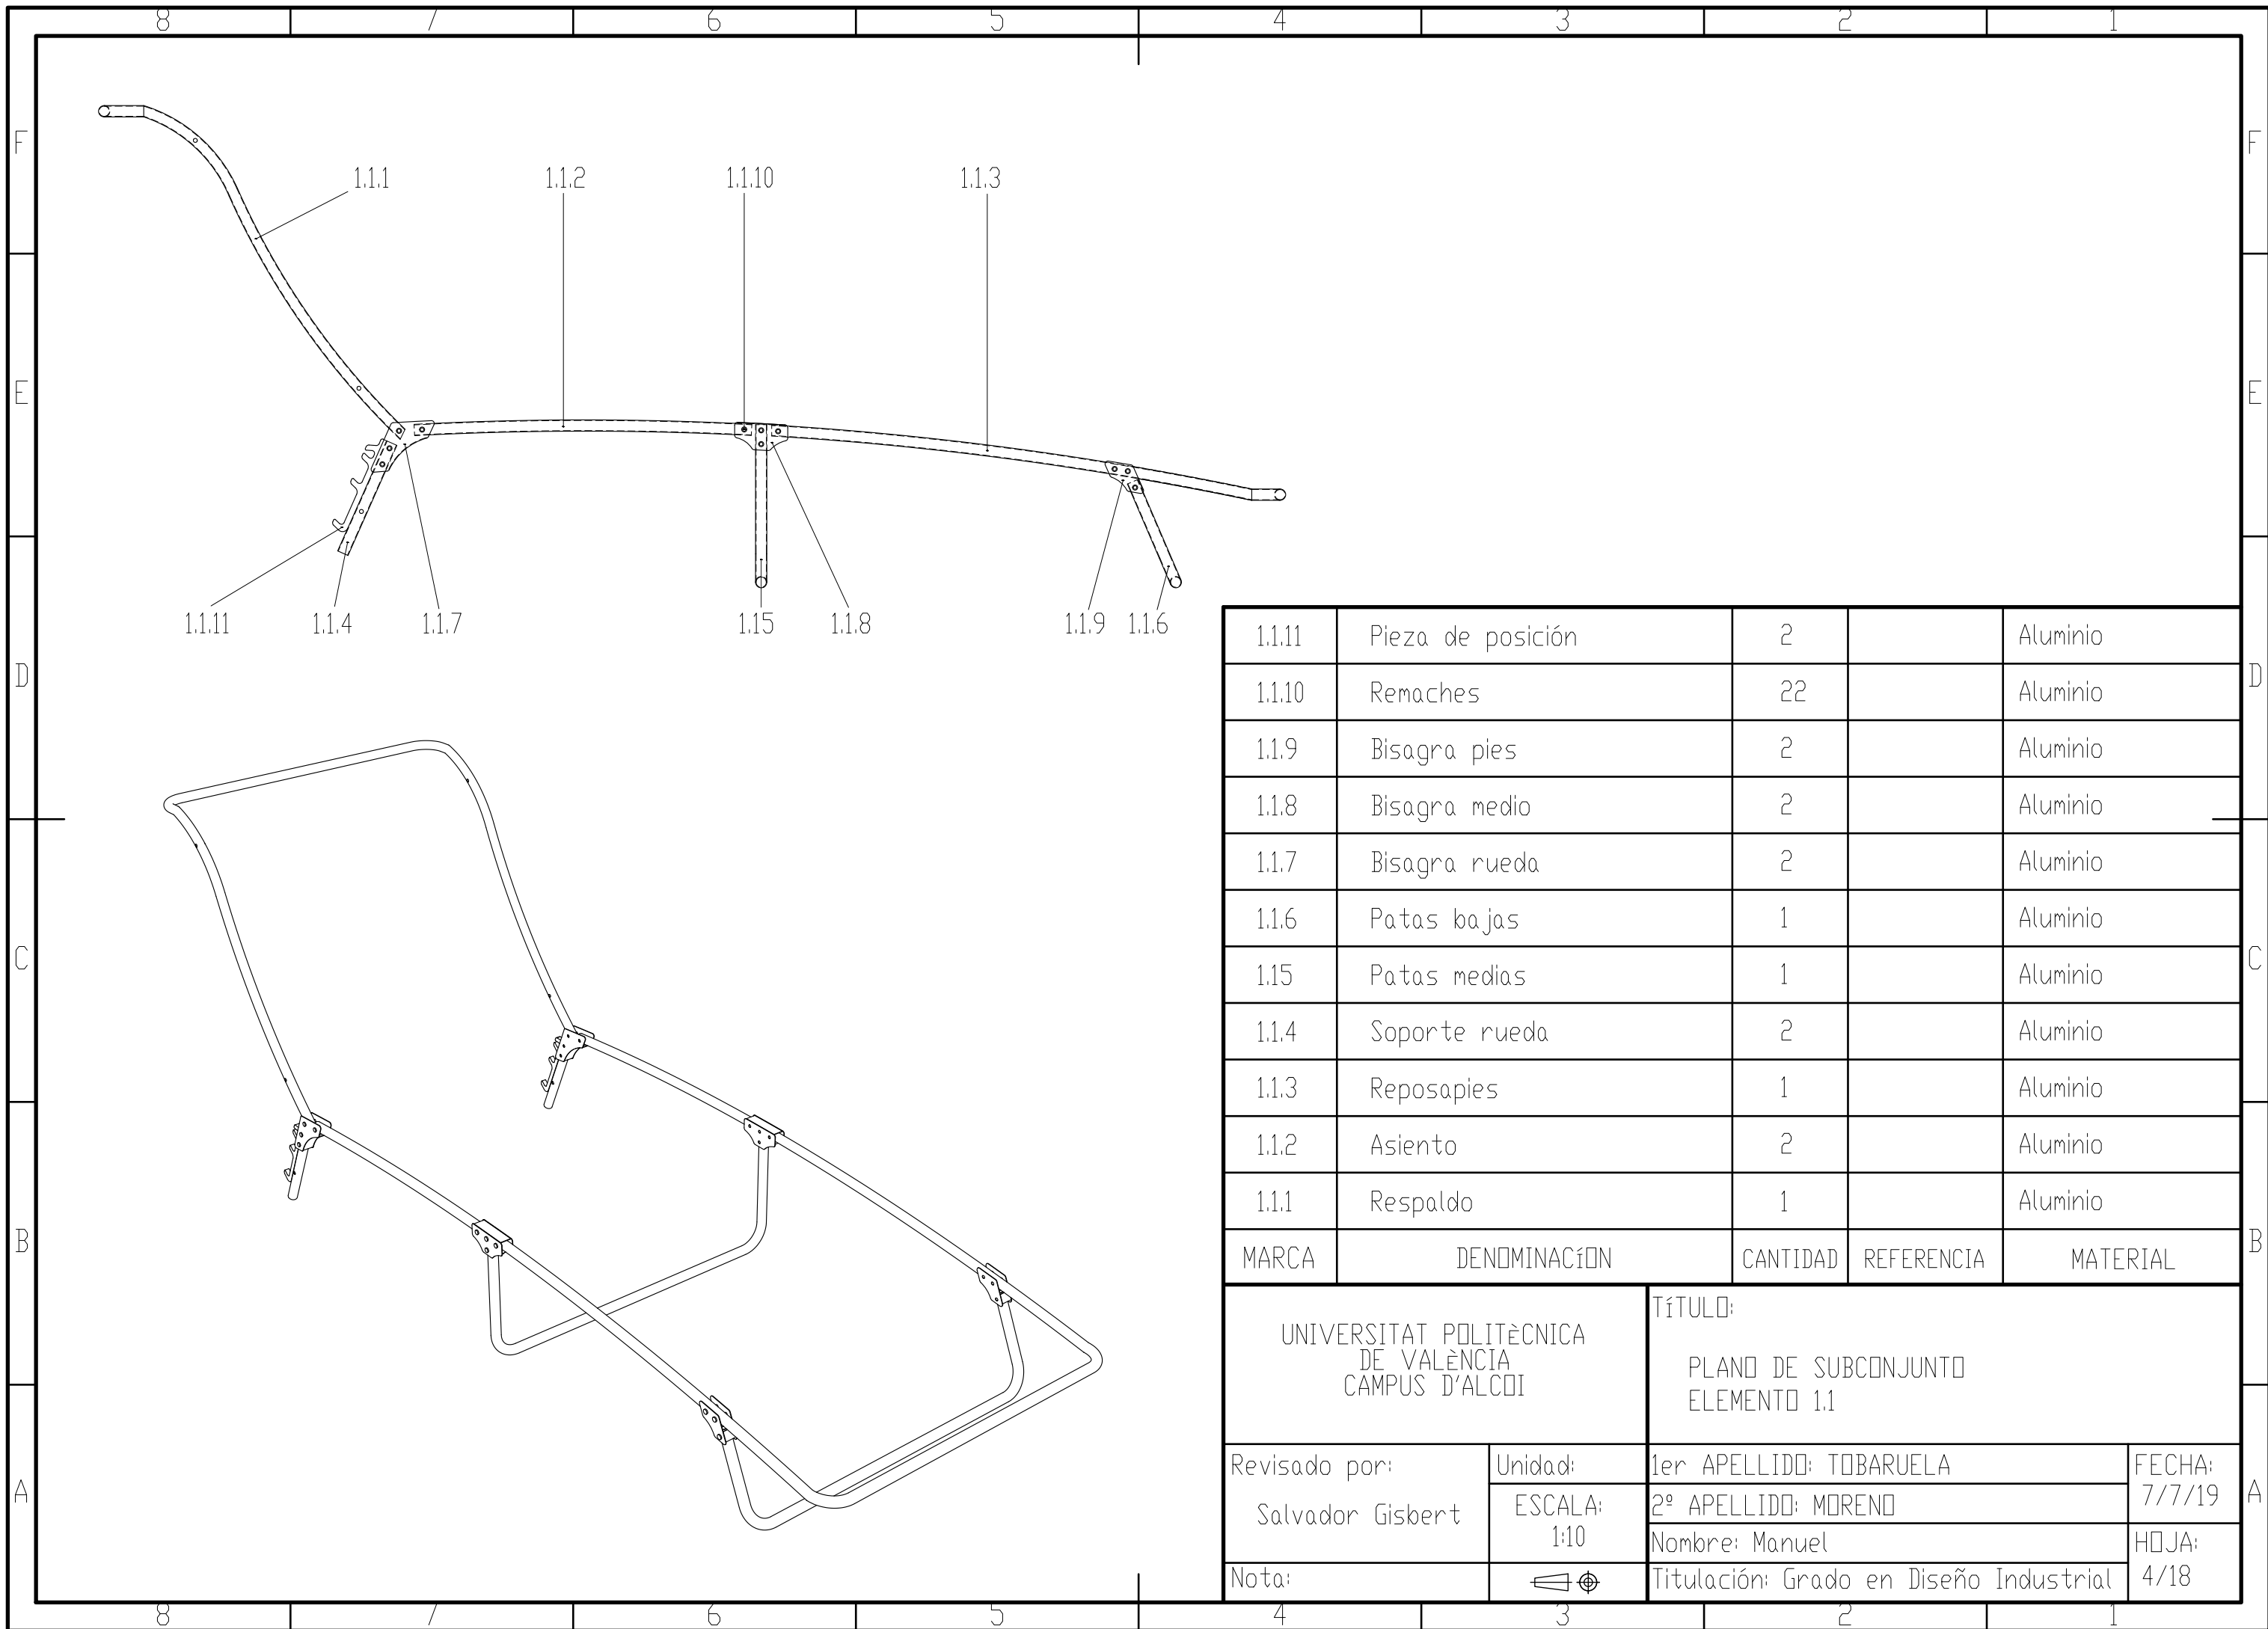 8 7 6 5 4 3 2 1
F F
1.1.1 1.1.2 1.1.10 1.1.3
E E
1.1.11 1.1.4 1.1.7 1.15 1.1.8 1.1.9 1.1.6
D D
1.1.11 Pieza de posición 2 Aluminio
1.1.10 Remaches 22 Aluminio
1.1.9 Bisagra pies 2 Aluminio
1.1.8 Bisagra medio 2 Aluminio
1.1.7 Bisagra rueda 2 Aluminio
1.1.6 Patas bajas 1 Aluminio
C C
1.15 Patas medias 1 Aluminio
1.1.4 Soporte rueda 2 Aluminio
1.1.3 Reposapies 1 Aluminio
1.1.2 Asiento 2 Aluminio
1.1.1 Respaldo 1 Aluminio
B B
MARCA DENOMINACíON CANTIDAD REFERENCIA MATERIAL
UNIVERSITAT POLITèCNICA
DE VALèNCIA
CAMPUS D'ALCOI
TíTULO:
PLANO DE SUBCONJUNTO
ELEMENTO 1.1
A A
Revisado por:
Salvador Gisbert
Unidad:
ESCALA:
1:10
Nota:
1er APELLIDO: TOBARUELA
2º APELLIDO: MORENO
Nombre: Manuel
Titulación: Grado en Diseño Industrial
FECHA:
7/7/19
HOJA:
4/18
8 7 6 5 4 3 2 1